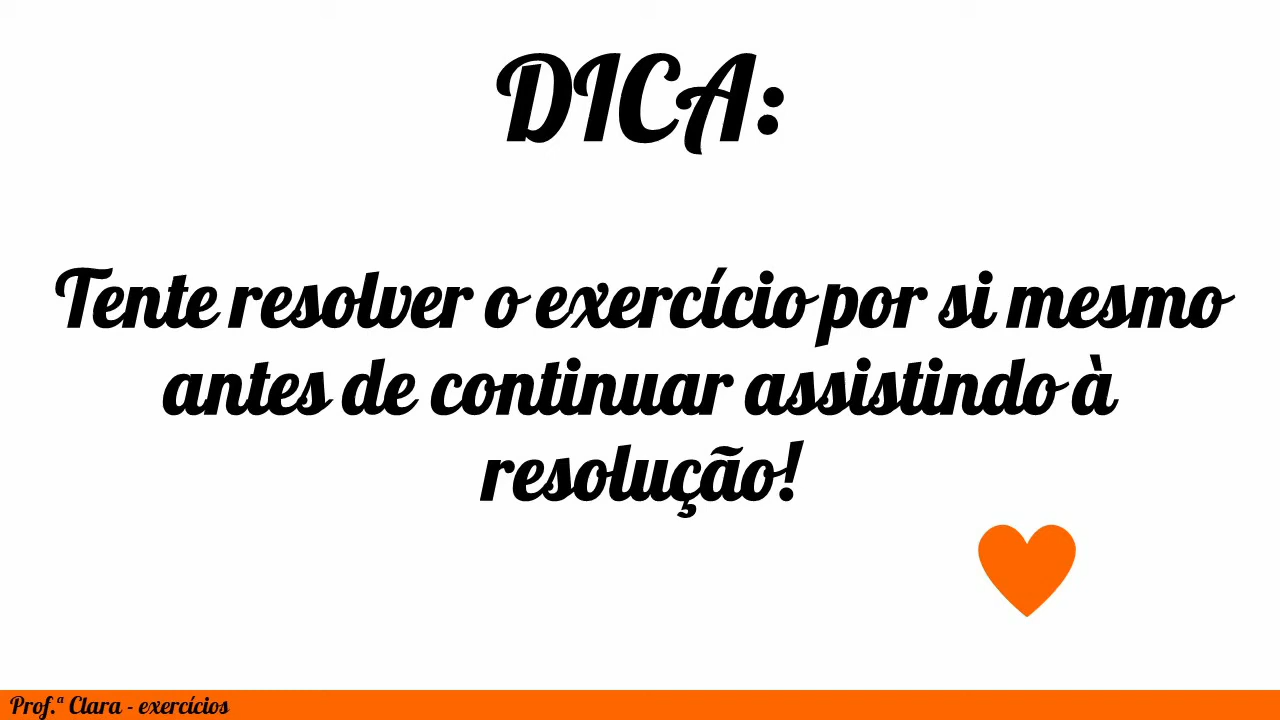 DICA:
Tente resolver o exercício por si mesmo
antes de continuar assistindo à
resolução!
Prof.ª Clara - exercícios